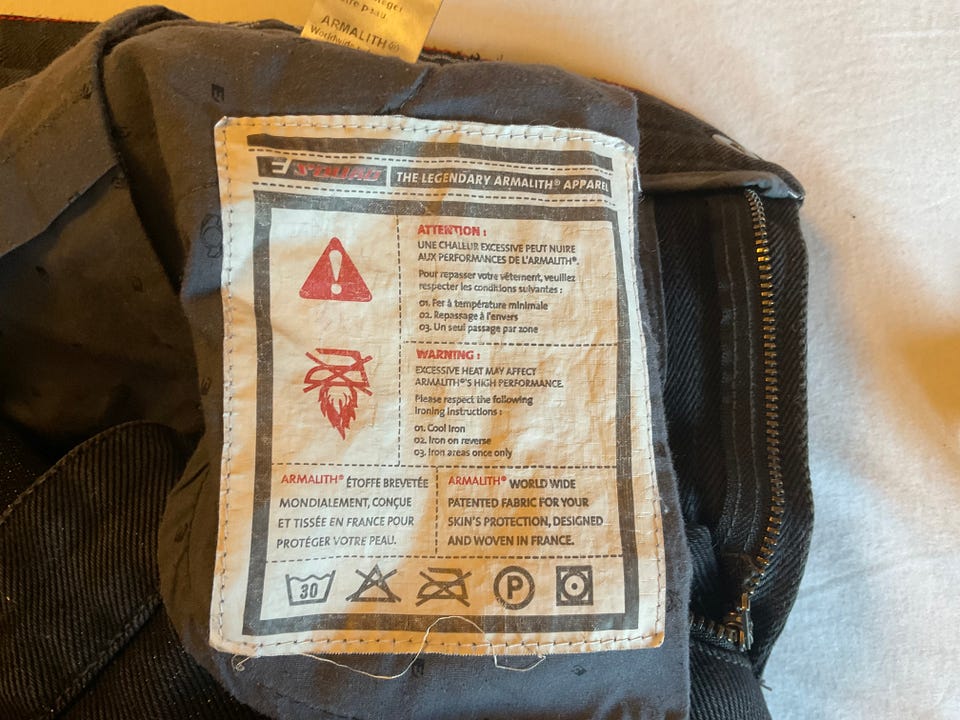 ARMALITH®
Worldwide
THE LEGENDARY ARMALITH® APPAREL
ATTENTION :
UNE CHALEUR EXCESSIVE PEUT NUIRE
AUX PERFORMANCES DE L'ARMALITH®.
Pour repasser votre vêtement, veuillez
respecter les conditions suivantes :
01. Fer à température minimale
02. Repassage à l'envers
03. Un seul passage par zone
WARNING :
EXCESSIVE HEAT MAY AFFECT
ARMALITH®'S HIGH PERFORMANCE.
Please respect the following
ironing instructions :
01. Cool iron
02. Iron on reverse
03. Iron areas once only
ARMALITH® ÉTOFFE BREVETÉE
MONDIALEMENT, CONÇUE
ET TISSÉE EN FRANCE POUR
PROTÉGER VOTRE PEAU.
ARMALITH® WORLD WIDE
PATENTED FABRIC FOR YOUR
SKIN'S PROTECTION, DESIGNED
AND WOVEN IN FRANCE.
30
P